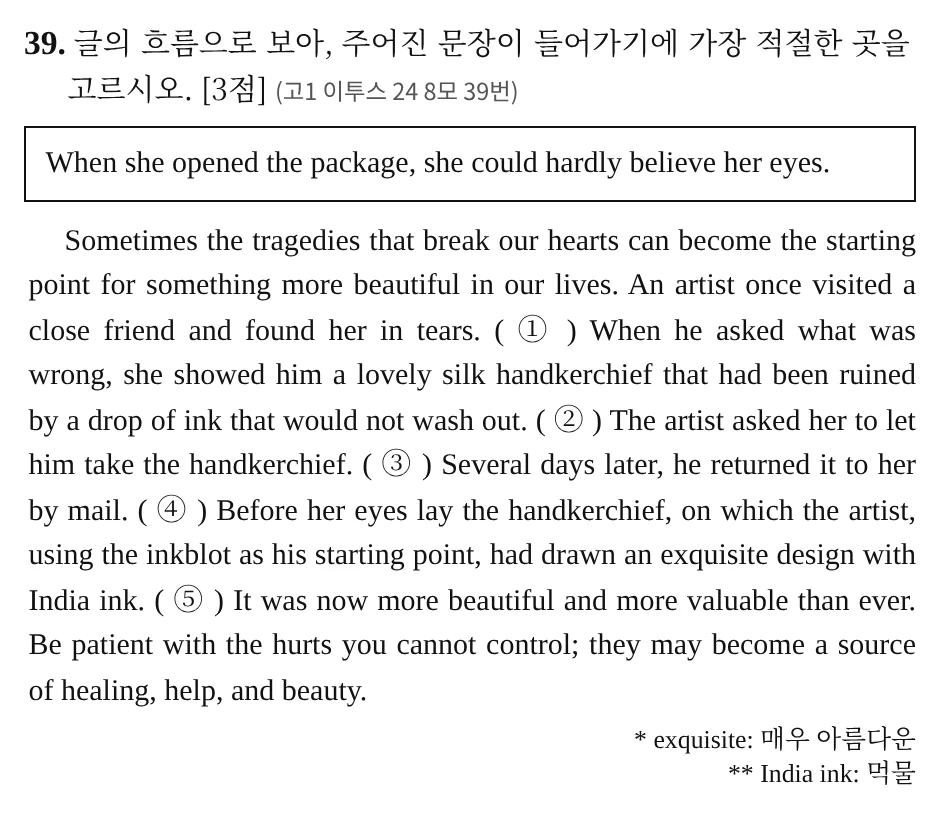 39. 글의 흐름으로 보아, 주어진 문장이 들어가기에 가장 적절한 곳을
고르시오. [3점] (고1 이투스 24 8모 39번)
When she opened the package, she could hardly believe her eyes.
Sometimes the tragedies that break our hearts can become the starting
point for something more beautiful in our lives. An artist once visited a
close friend and found her in tears. ( ① ) When he asked what was
wrong, she showed him a lovely silk handkerchief that had been ruined
by a drop of ink that would not wash out. ( ② ) The artist asked her to let
him take the handkerchief. ( ③ ) Several days later, he returned it to her
by mail. ( ④ ) Before her eyes lay the handkerchief, on which the artist,
using the inkblot as his starting point, had drawn an exquisite design with
India ink. ( ⑤ ) It was now more beautiful and more valuable than ever.
Be patient with the hurts you cannot control; they may become a source
of healing, help, and beauty.
* exquisite: 매우 아름다운
** India ink: 먹물